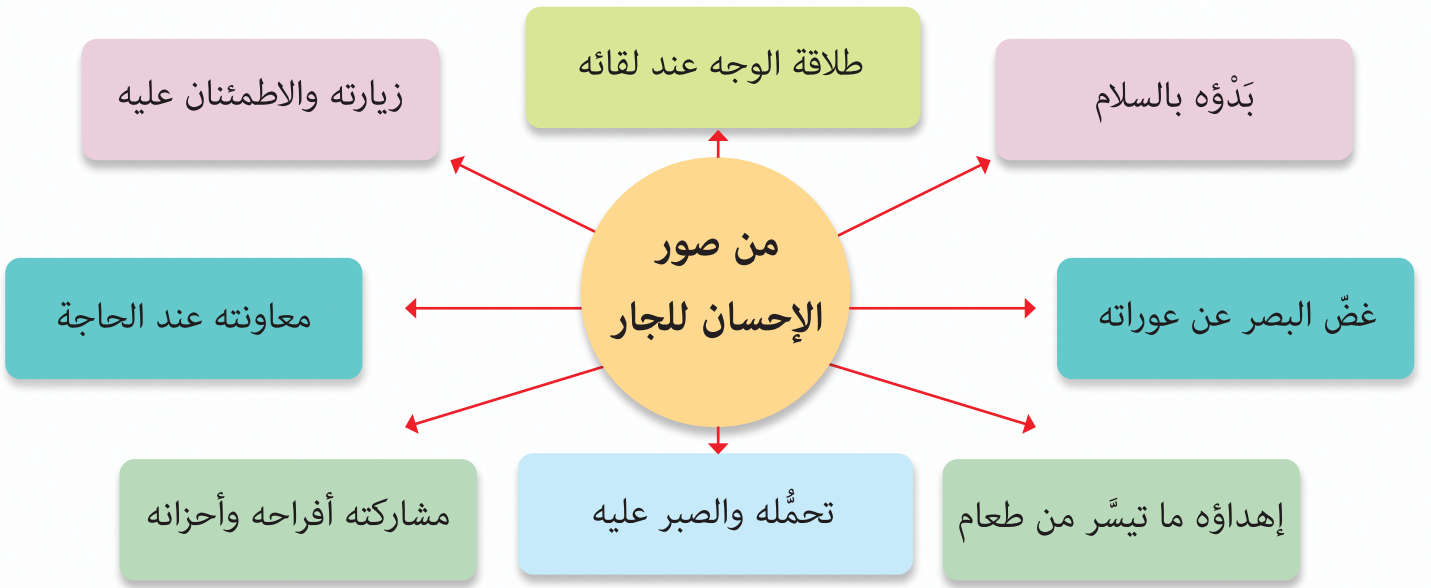 من صور
الإحسان للجار
طلاقة الوجه عند لقائه
بَدْؤه بالسلام
غضّ البصر عن عوراته
إهداؤه ما تيسَّر من طعام
تحمُّله والصبر عليه
مشاركته أفراحه وأحزانه
معاونته عند الحاجة
زيارته والاطمئنان عليه